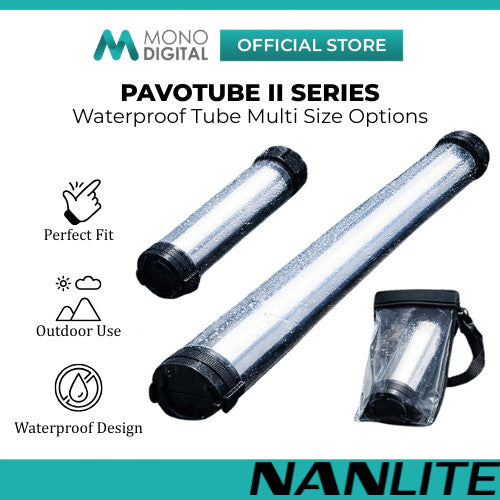 MONO
DIGITAL
OFFICIAL STORE
PAVOTUBE II SERIES
Waterproof Tube Multi Size Options
Perfect Fit
Outdoor Use
Waterproof Design
NANLITE